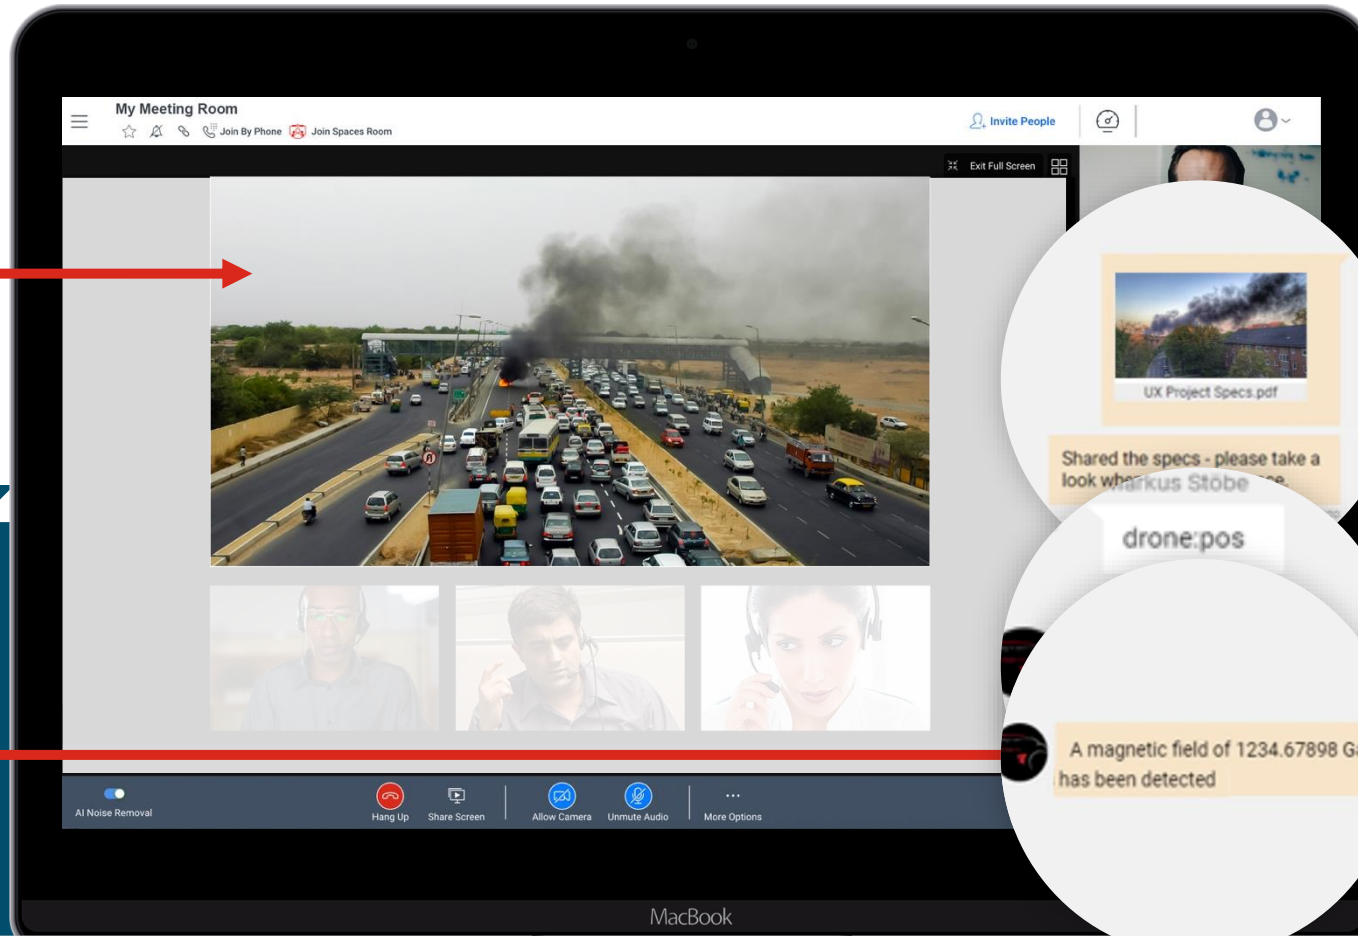 My Meeting Room
Join By Phone
Join Spaces Room
Invite People
Exit Full Screen
UX Project Specs.pdf
Shared the specs - please take a
look
Stöbe
drone:pos
A magnetic field of 1234.67898
has been detected
AI Noise Removal
Hang Up
Share Screen
Allow Camera
Unmute Audio
More Options
MacBook